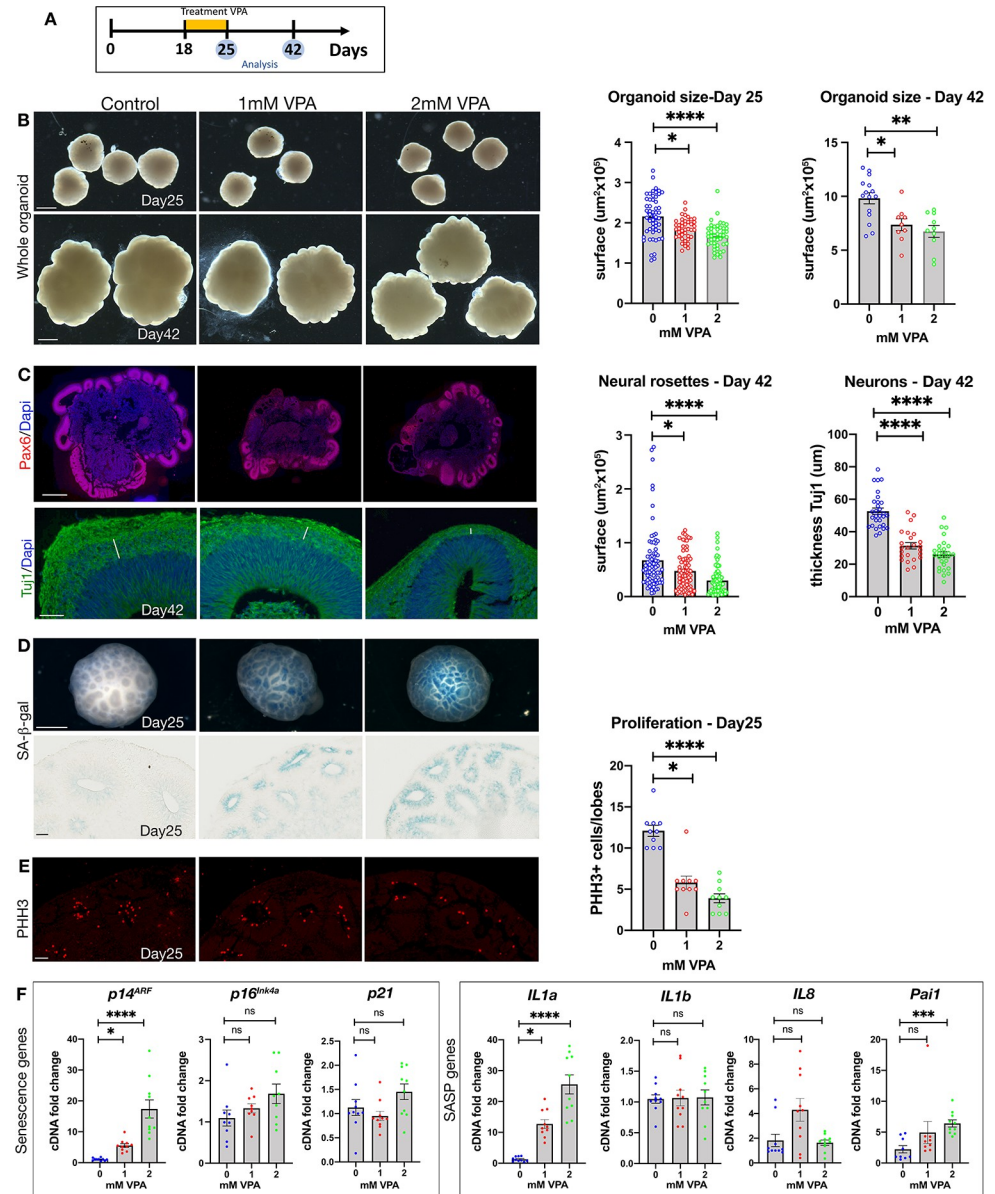 A
Treatment VPA
0 18 25 42 Days
Analysis
Control 1mM VPA 2mM VPA
B
Whole organoid
Day25
Day42
Organoid size-Day 25
****
*
surface (um²x10⁵)
4
3
2
1
0
0 1 2
mM VPA
Organoid size - Day 42
**
*
surface (um²x10⁵)
15
10
5
0
0 1 2
mM VPA
C
Pax6/Dapi
Tuj1/Dapi
Day42
Neural rosettes - Day 42
****
*
surface (um²x10⁵)
3
2
1
0
0 1 2
mM VPA
Neurons - Day 42
****
****
thickness Tuj1 (um)
100
80
60
40
20
0
0 1 2
mM VPA
D
SA-β-gal
Day25
Day25
E
PHH3
Day25
Proliferation - Day25
****
*
PHH3+ cells/lobes
20
15
10
5
0
0 1 2
mM VPA
F
Senescence genes
p14ᴬᴿᶠ
****
*
cDNA fold change
50
40
30
20
10
0
0 1 2
mM VPA
p16ᴵⁿᵏ⁴ᵃ
ns
ns
cDNA fold change
3
2
1
0
0 1 2
mM VPA
p21
ns
ns
cDNA fold change
2.5
2.0
1.5
1.0
0.5
0.0
0 1 2
mM VPA
SASP genes
IL1a
****
*
cDNA fold change
40
30
20
10
0
0 1 2
mM VPA
IL1b
ns
ns
cDNA fold change
2.0
1.5
1.0
0.5
0.0
0 1 2
mM VPA
IL8
ns
ns
cDNA fold change
10
8
6
4
2
0
0 1 2
mM VPA
Pai1
***
ns
cDNA fold change
20
15
10
5
0
0 1 2
mM VPA